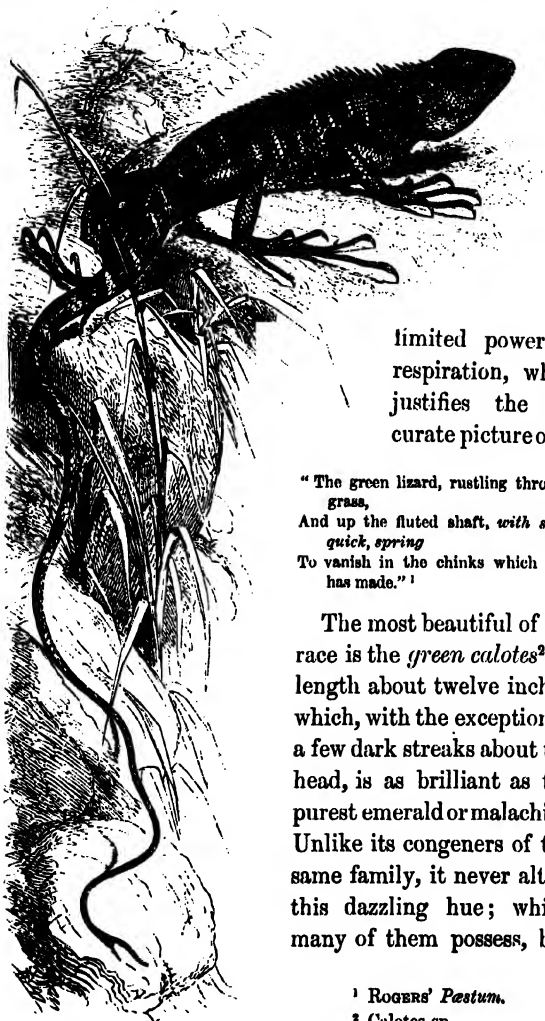 limited power
respiration, wh
justifies the
curate picture o
“The green lizard, rustling thro
grass,
And up the fluted shaft, with s
quick, spring
To vanish in the chinks which
has made.” ¹
The most beautiful of
race is the green calotes²
length about twelve inch
which, with the exception
a few dark streaks about t
head, is as brilliant as t
purest emerald or malachi
Unlike its congeners of t
same family, it never alt
this dazzling hue; whi
many of them possess, b
¹ ROGERS’ Pæstum.
² Calotes sp.